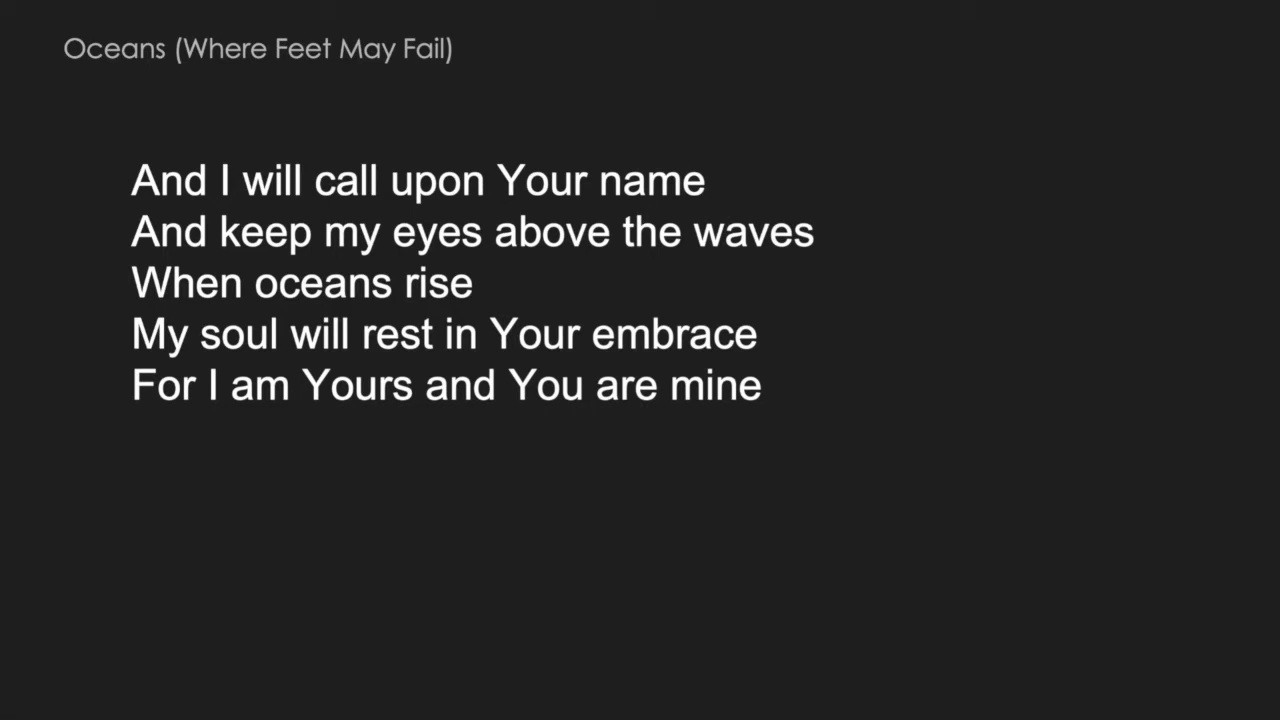 Oceans (Where Feet May Fail)
And I will call upon Your name
And keep my eyes above the waves
When oceans rise
My soul will rest in Your embrace
For I am Yours and You are mine